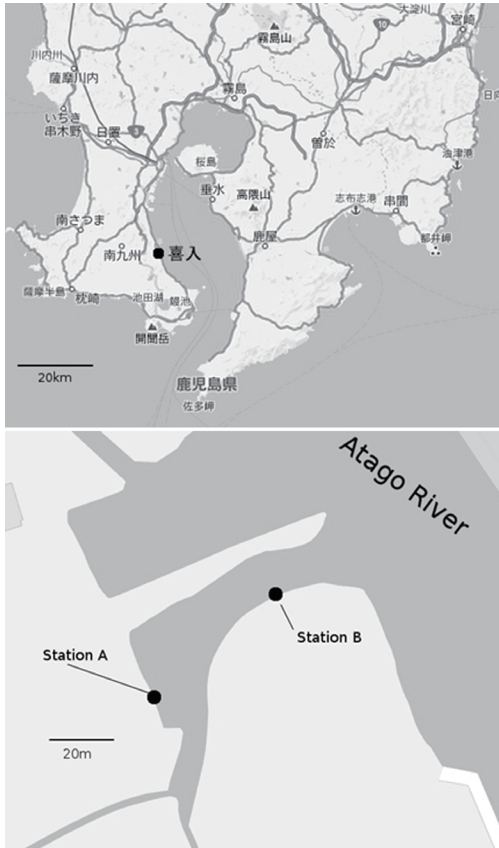 大淀川
宮崎
10
霧島山
川内川
薩摩川内
霧島
日向
いちき
串木野
日置
3
曽於
油津港
桜島
垂水
高隈山
志布志港
串間
南さつま
鹿屋
都井岬
南九州
喜入
薩摩半島
枕崎
池田湖
鰻池
開聞岳
20km
鹿児島県
佐多岬
Atago River
Station B
Station A
20m